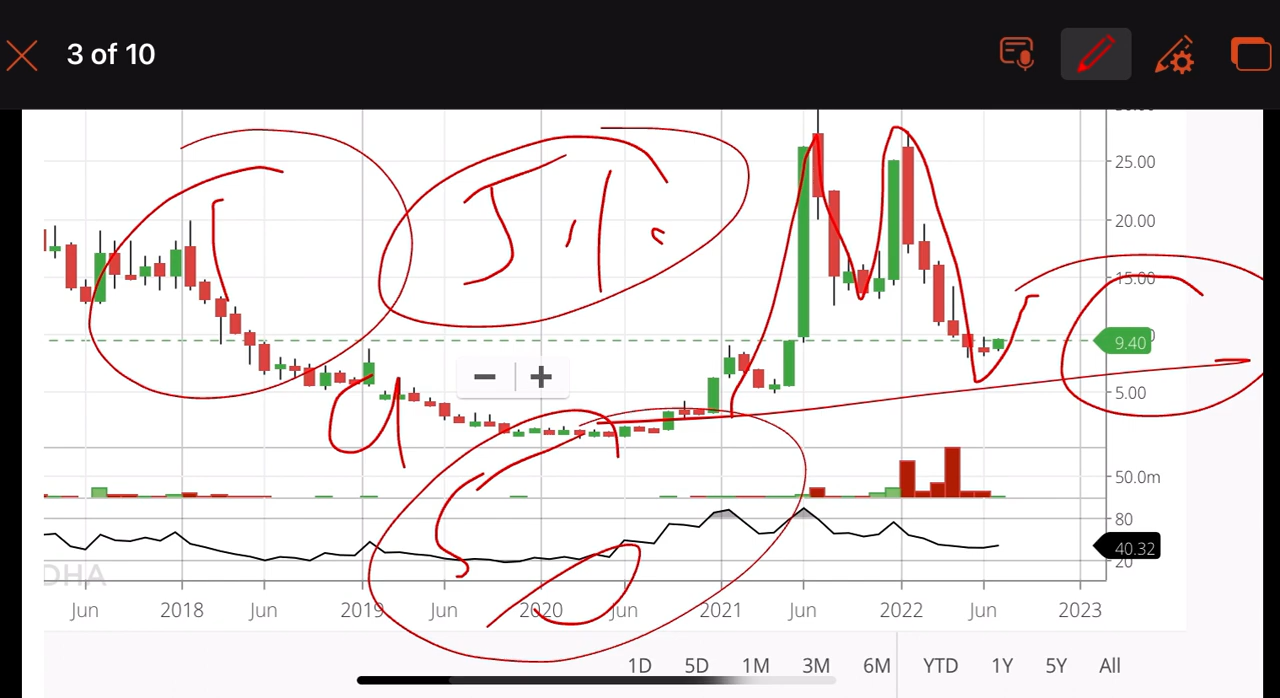 3 of 10
25.00
20.00
15.00
9.40
5.00
50.0m
80
40.32
20
DHA
Jun 2018 Jun 2019 Jun 2020 Jun 2021 Jun 2022 Jun 2023
1D 5D 1M 3M 6M YTD 1Y 5Y All